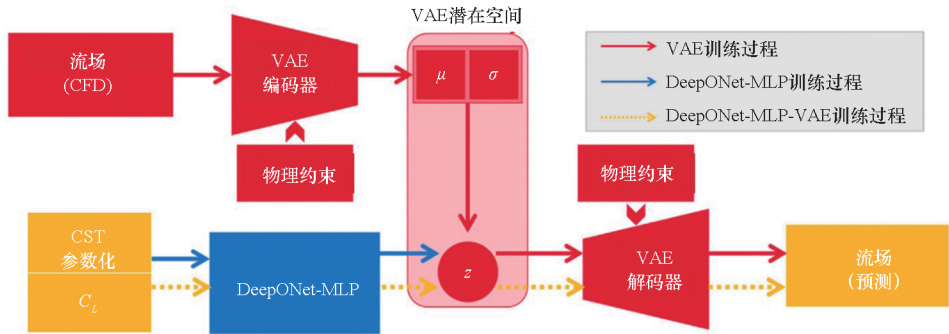 VAE潜在空间
流场
(CFD)
VAE
编码器
μ
σ
VAE训练过程
DeepONet-MLP训练过程
DeepONet-MLP-VAE训练过程
物理约束
物理约束
CST
参数化
C_L
DeepONet-MLP
z
VAE
解码器
流场
(预测)